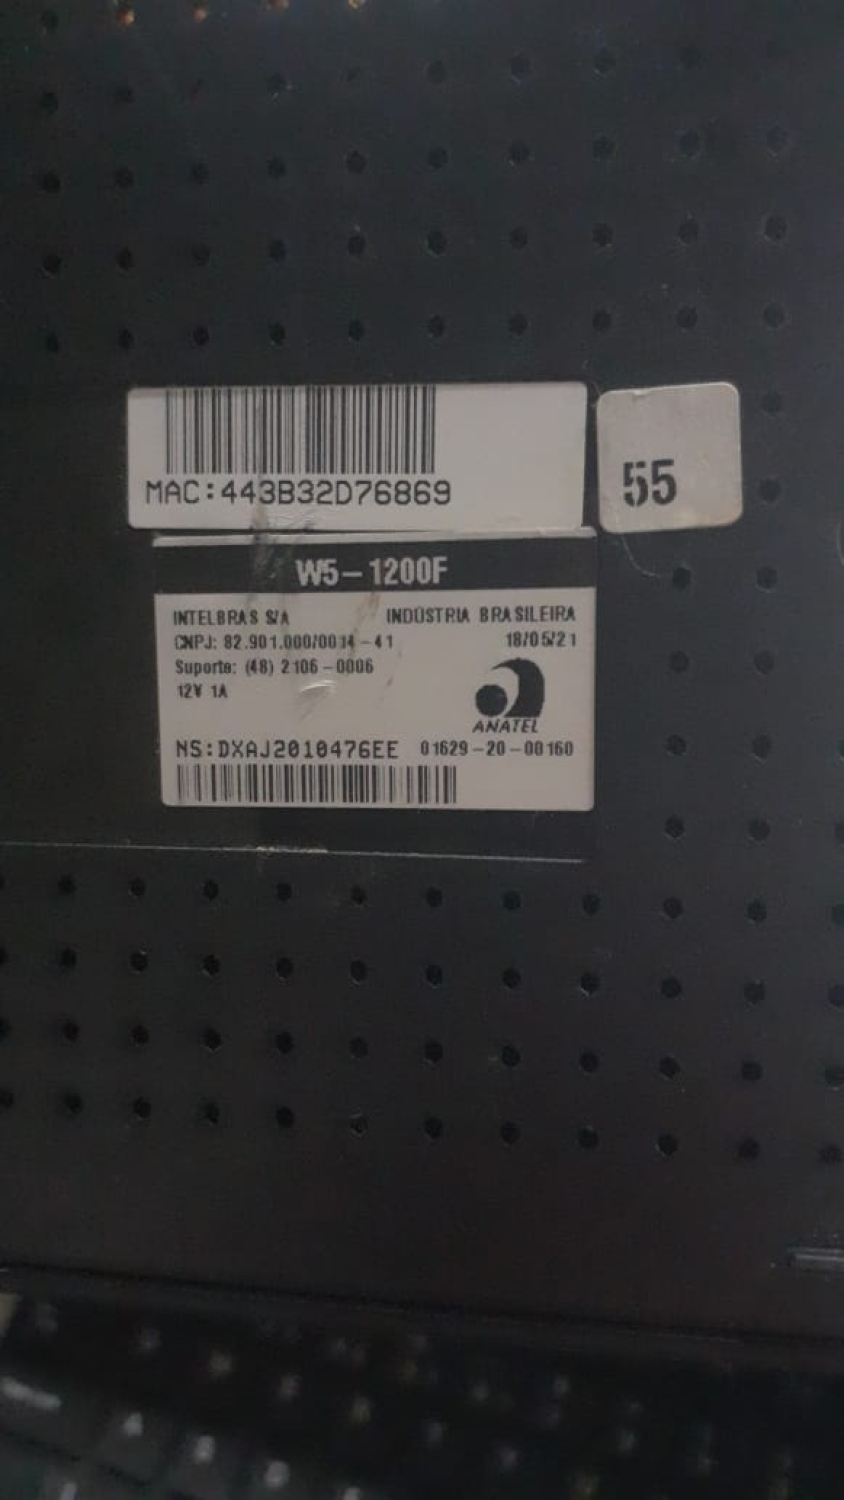 MAC:443B32D76869
55
W5-1200F
INTELBRAS S/A INDÚSTRIA BRASILEIRA
CNPJ: 82.901.000/0014-41 18/05/21
Suporte: (48) 2106-0006
12V 1A
ANATEL
NS:DXAJ2010476EE 01629-20-00160